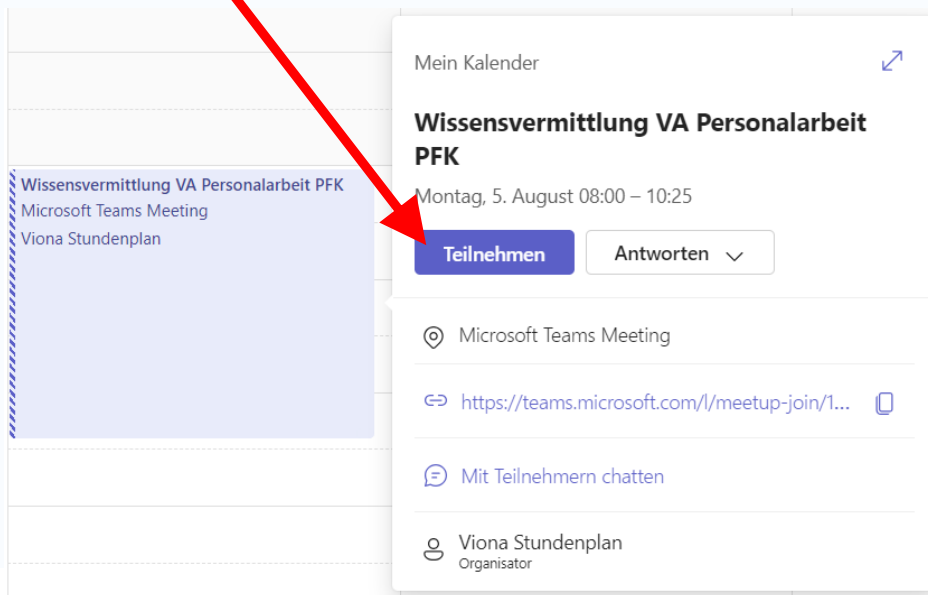 Wissensvermittlung VA Personalarbeit PFK
Microsoft Teams Meeting
Viona Stundenplan
Mein Kalender
Wissensvermittlung VA Personalarbeit
PFK
Montag, 5. August 08:00 – 10:25
Teilnehmen
Antworten
Microsoft Teams Meeting
https://teams.microsoft.com/l/meetup-join/1...
Mit Teilnehmern chatten
Viona Stundenplan
Organisator